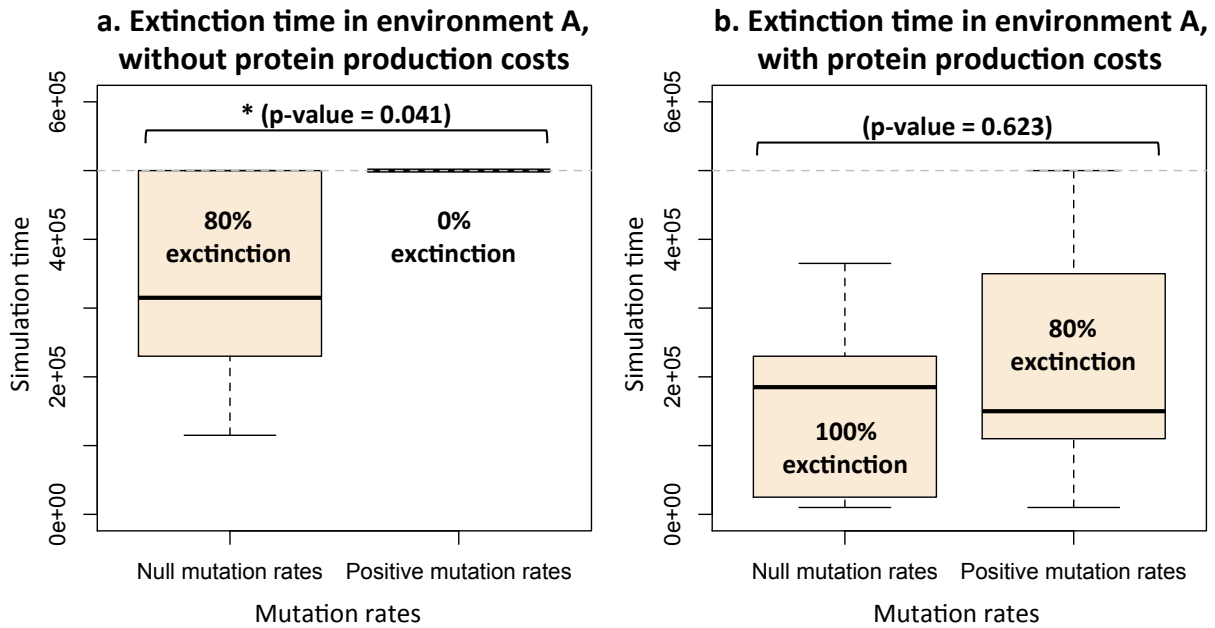 a. Extinction time in environment A,
without protein production costs
* (p-value = 0.041)
6e+05
4e+05
2e+05
0e+00
Simulation time
80%
exctinction
0%
exctinction
Null mutation rates
Positive mutation rates
Mutation rates
b. Extinction time in environment A,
with protein production costs
(p-value = 0.623)
6e+05
4e+05
2e+05
0e+00
Simulation time
100%
exctinction
80%
exctinction
Null mutation rates
Positive mutation rates
Mutation rates